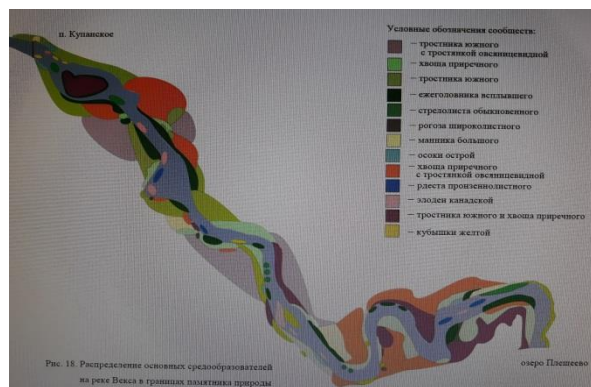 п. Купанское
Условные обозначения сообществ:
– тростника южного
с тростянкой овсяницевидной
– хвоща приречного
– тростника южного
– ежеголовника всплывшего
– стрелолиста обыкновенного
– рогоза широколистного
– манника большого
– осоки острой
– хвоща приречного
с тростянкой овсяницевидной
– рдеста пронзеннолистного
– элодеи канадской
– тростника южного и хвоща приречного
– кубышки желтой
озеро Плещеево
Рис. 18. Распределение основных средообразователей
на реке Векса в границах памятника природы